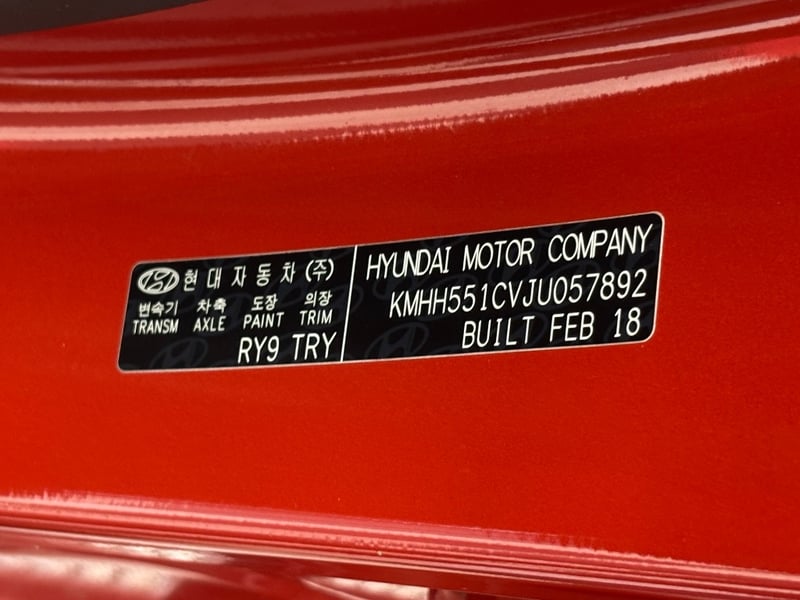 현대자동차(주)
변속기 차축 도장 의장
TRANSM AXLE PAINT TRIM
RY9 TRY
HYUNDAI MOTOR COMPANY
KMHH551CVJU057892
BUILT FEB 18